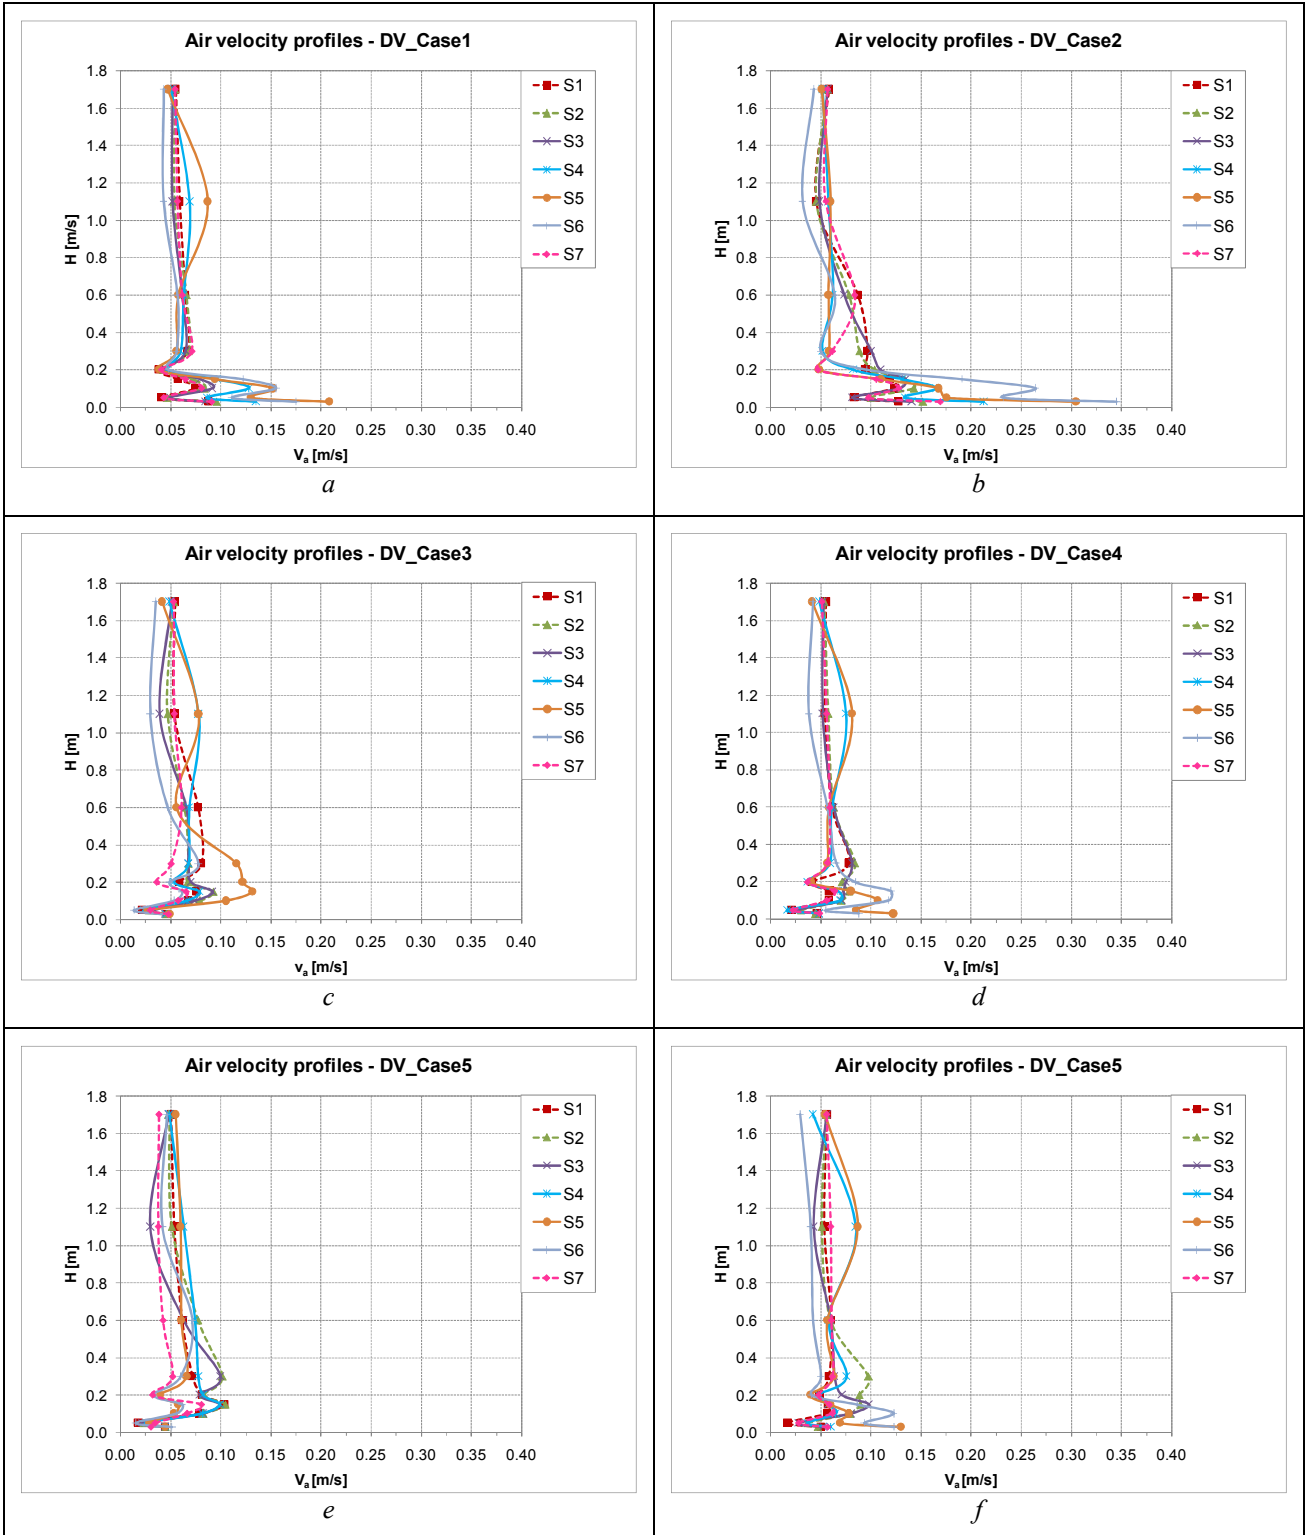 Air velocity profiles - DV_Case1
H [m/s]
1.8
1.6
1.4
1.2
1.0
0.8
0.6
0.4
0.2
0.0
0.00 0.05 0.10 0.15 0.20 0.25 0.30 0.35 0.40
Va [m/s]
S1
S2
S3
S4
S5
S6
S7
a
Air velocity profiles - DV_Case2
H [m]
1.8
1.6
1.4
1.2
1.0
0.8
0.6
0.4
0.2
0.0
0.00 0.05 0.10 0.15 0.20 0.25 0.30 0.35 0.40
Va [m/s]
S1
S2
S3
S4
S5
S6
S7
b
Air velocity profiles - DV_Case3
H [m]
1.8
1.6
1.4
1.2
1.0
0.8
0.6
0.4
0.2
0.0
0.00 0.05 0.10 0.15 0.20 0.25 0.30 0.35 0.40
va [m/s]
S1
S2
S3
S4
S5
S6
S7
c
Air velocity profiles - DV_Case4
H [m]
1.8
1.6
1.4
1.2
1.0
0.8
0.6
0.4
0.2
0.0
0.00 0.05 0.10 0.15 0.20 0.25 0.30 0.35 0.40
Va [m/s]
S1
S2
S3
S4
S5
S6
S7
d
Air velocity profiles - DV_Case5
H [m]
1.8
1.6
1.4
1.2
1.0
0.8
0.6
0.4
0.2
0.0
0.00 0.05 0.10 0.15 0.20 0.25 0.30 0.35 0.40
Va [m/s]
S1
S2
S3
S4
S5
S6
S7
e
Air velocity profiles - DV_Case5
H [m]
1.8
1.6
1.4
1.2
1.0
0.8
0.6
0.4
0.2
0.0
0.00 0.05 0.10 0.15 0.20 0.25 0.30 0.35 0.40
Va [m/s]
S1
S2
S3
S4
S5
S6
S7
f